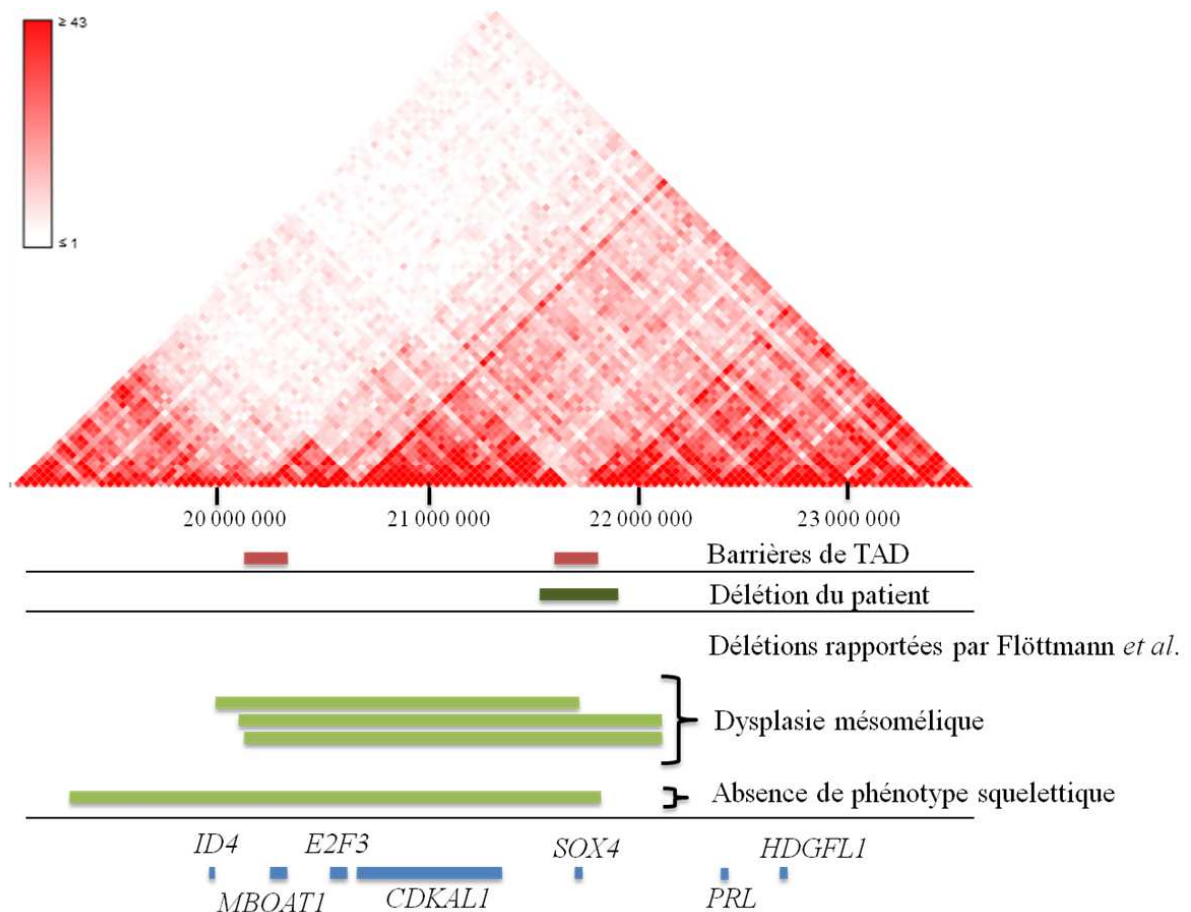 ≥ 43
≤ 1
20 000 000
21 000 000
22 000 000
23 000 000
Barrières de TAD
Délétion du patient
Délétions rapportées par Flöttmann et al.
Dysplasie mésomélique
Absence de phénotype squelettique
ID4
E2F3
SOX4
HDGFL1
MBOAT1
CDKAL1
PRL